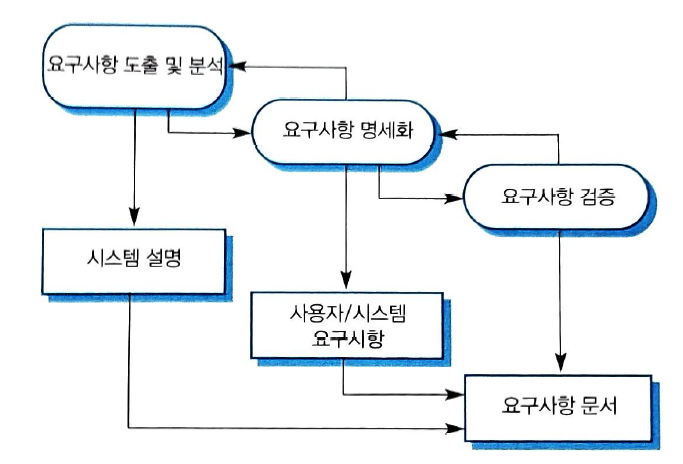 요구사항 도출 및 분석
요구사항 명세화
요구사항 검증
시스템 설명
사용자/시스템
요구시항
요구사항 문서